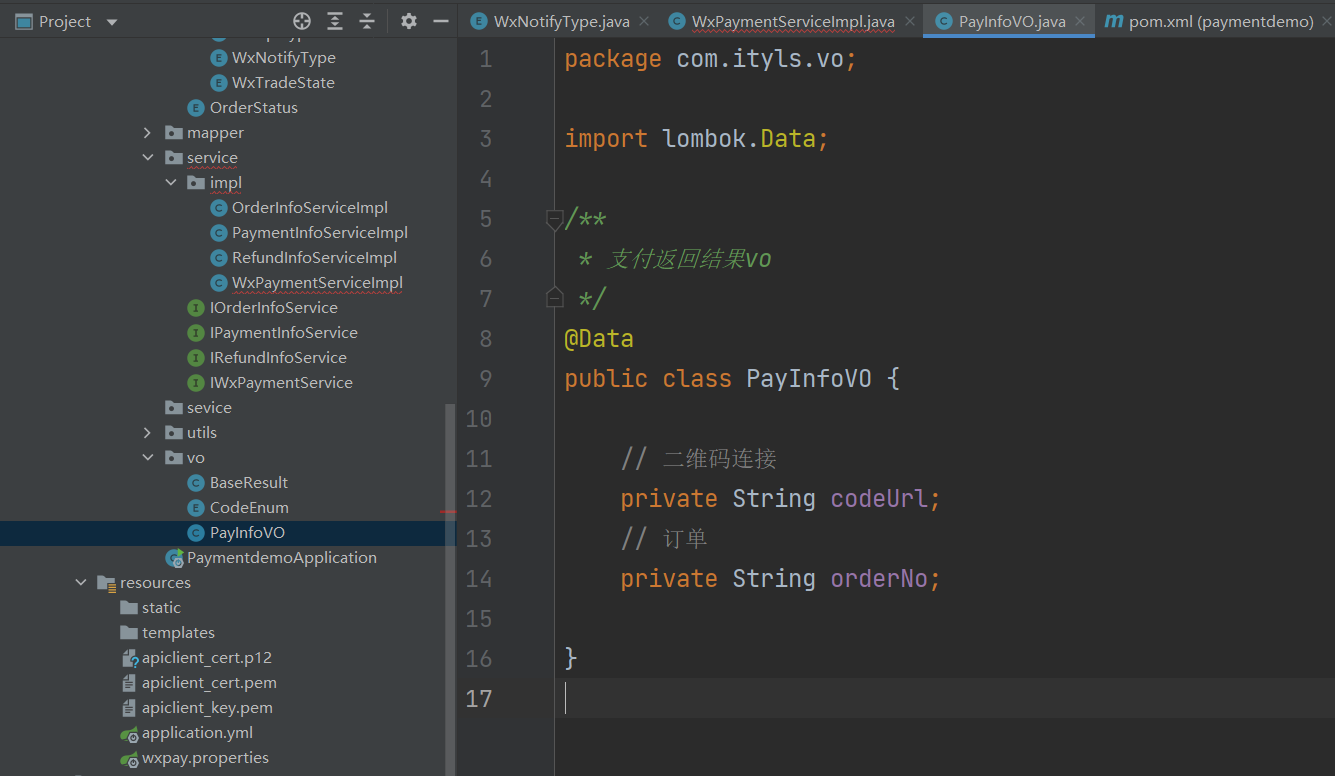 Project
WxNotifyType.java
WxPaymentServiceImpl.java
PayInfoVO.java
pom.xml (paymentdemo)
WxNotifyType
WxTradeState
OrderStatus
mapper
service
impl
OrderInfoServiceImpl
PaymentInfoServiceImpl
RefundInfoServiceImpl
WxPaymentServiceImpl
IOrderInfoService
IPaymentInfoService
IRefundInfoService
IWxPaymentService
sevice
utils
vo
BaseResult
CodeEnum
PayInfoVO
PaymentdemoApplication
resources
static
templates
apiclient_cert.p12
apiclient_cert.pem
apiclient_key.pem
application.yml
wxpay.properties
1 package com.ityls.vo;
2
3 import lombok.Data;
4
5 /**
6 * 支付返回结果vo
7 */
8 @Data
9 public class PayInfoVO {
10
11 // 二维码连接
12 private String codeUrl;
13 // 订单
14 private String orderNo;
15
16 }
17